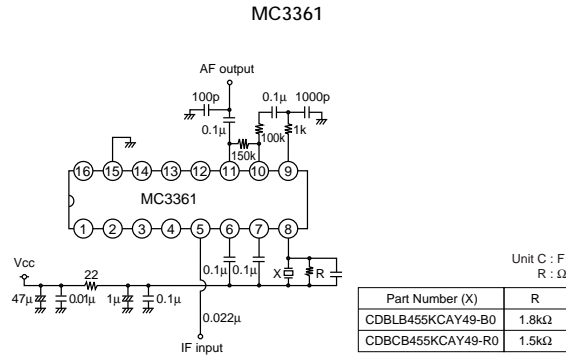 MC3361
AF output
100p
0.1µ
1000p
0.1µ
100k
1k
150k
16 15 14 13 12 11 10 9
MC3361
1 2 3 4 5 6 7 8
Vcc
22
0.1µ 0.1µ
X
R
47µ
0.01µ
1µ
0.1µ
0.022µ
IF input
Unit C : F
R : Ω
Part Number (X) R
CDBLB455KCAY49-B0 1.8kΩ
CDBCB455KCAY49-R0 1.5kΩ